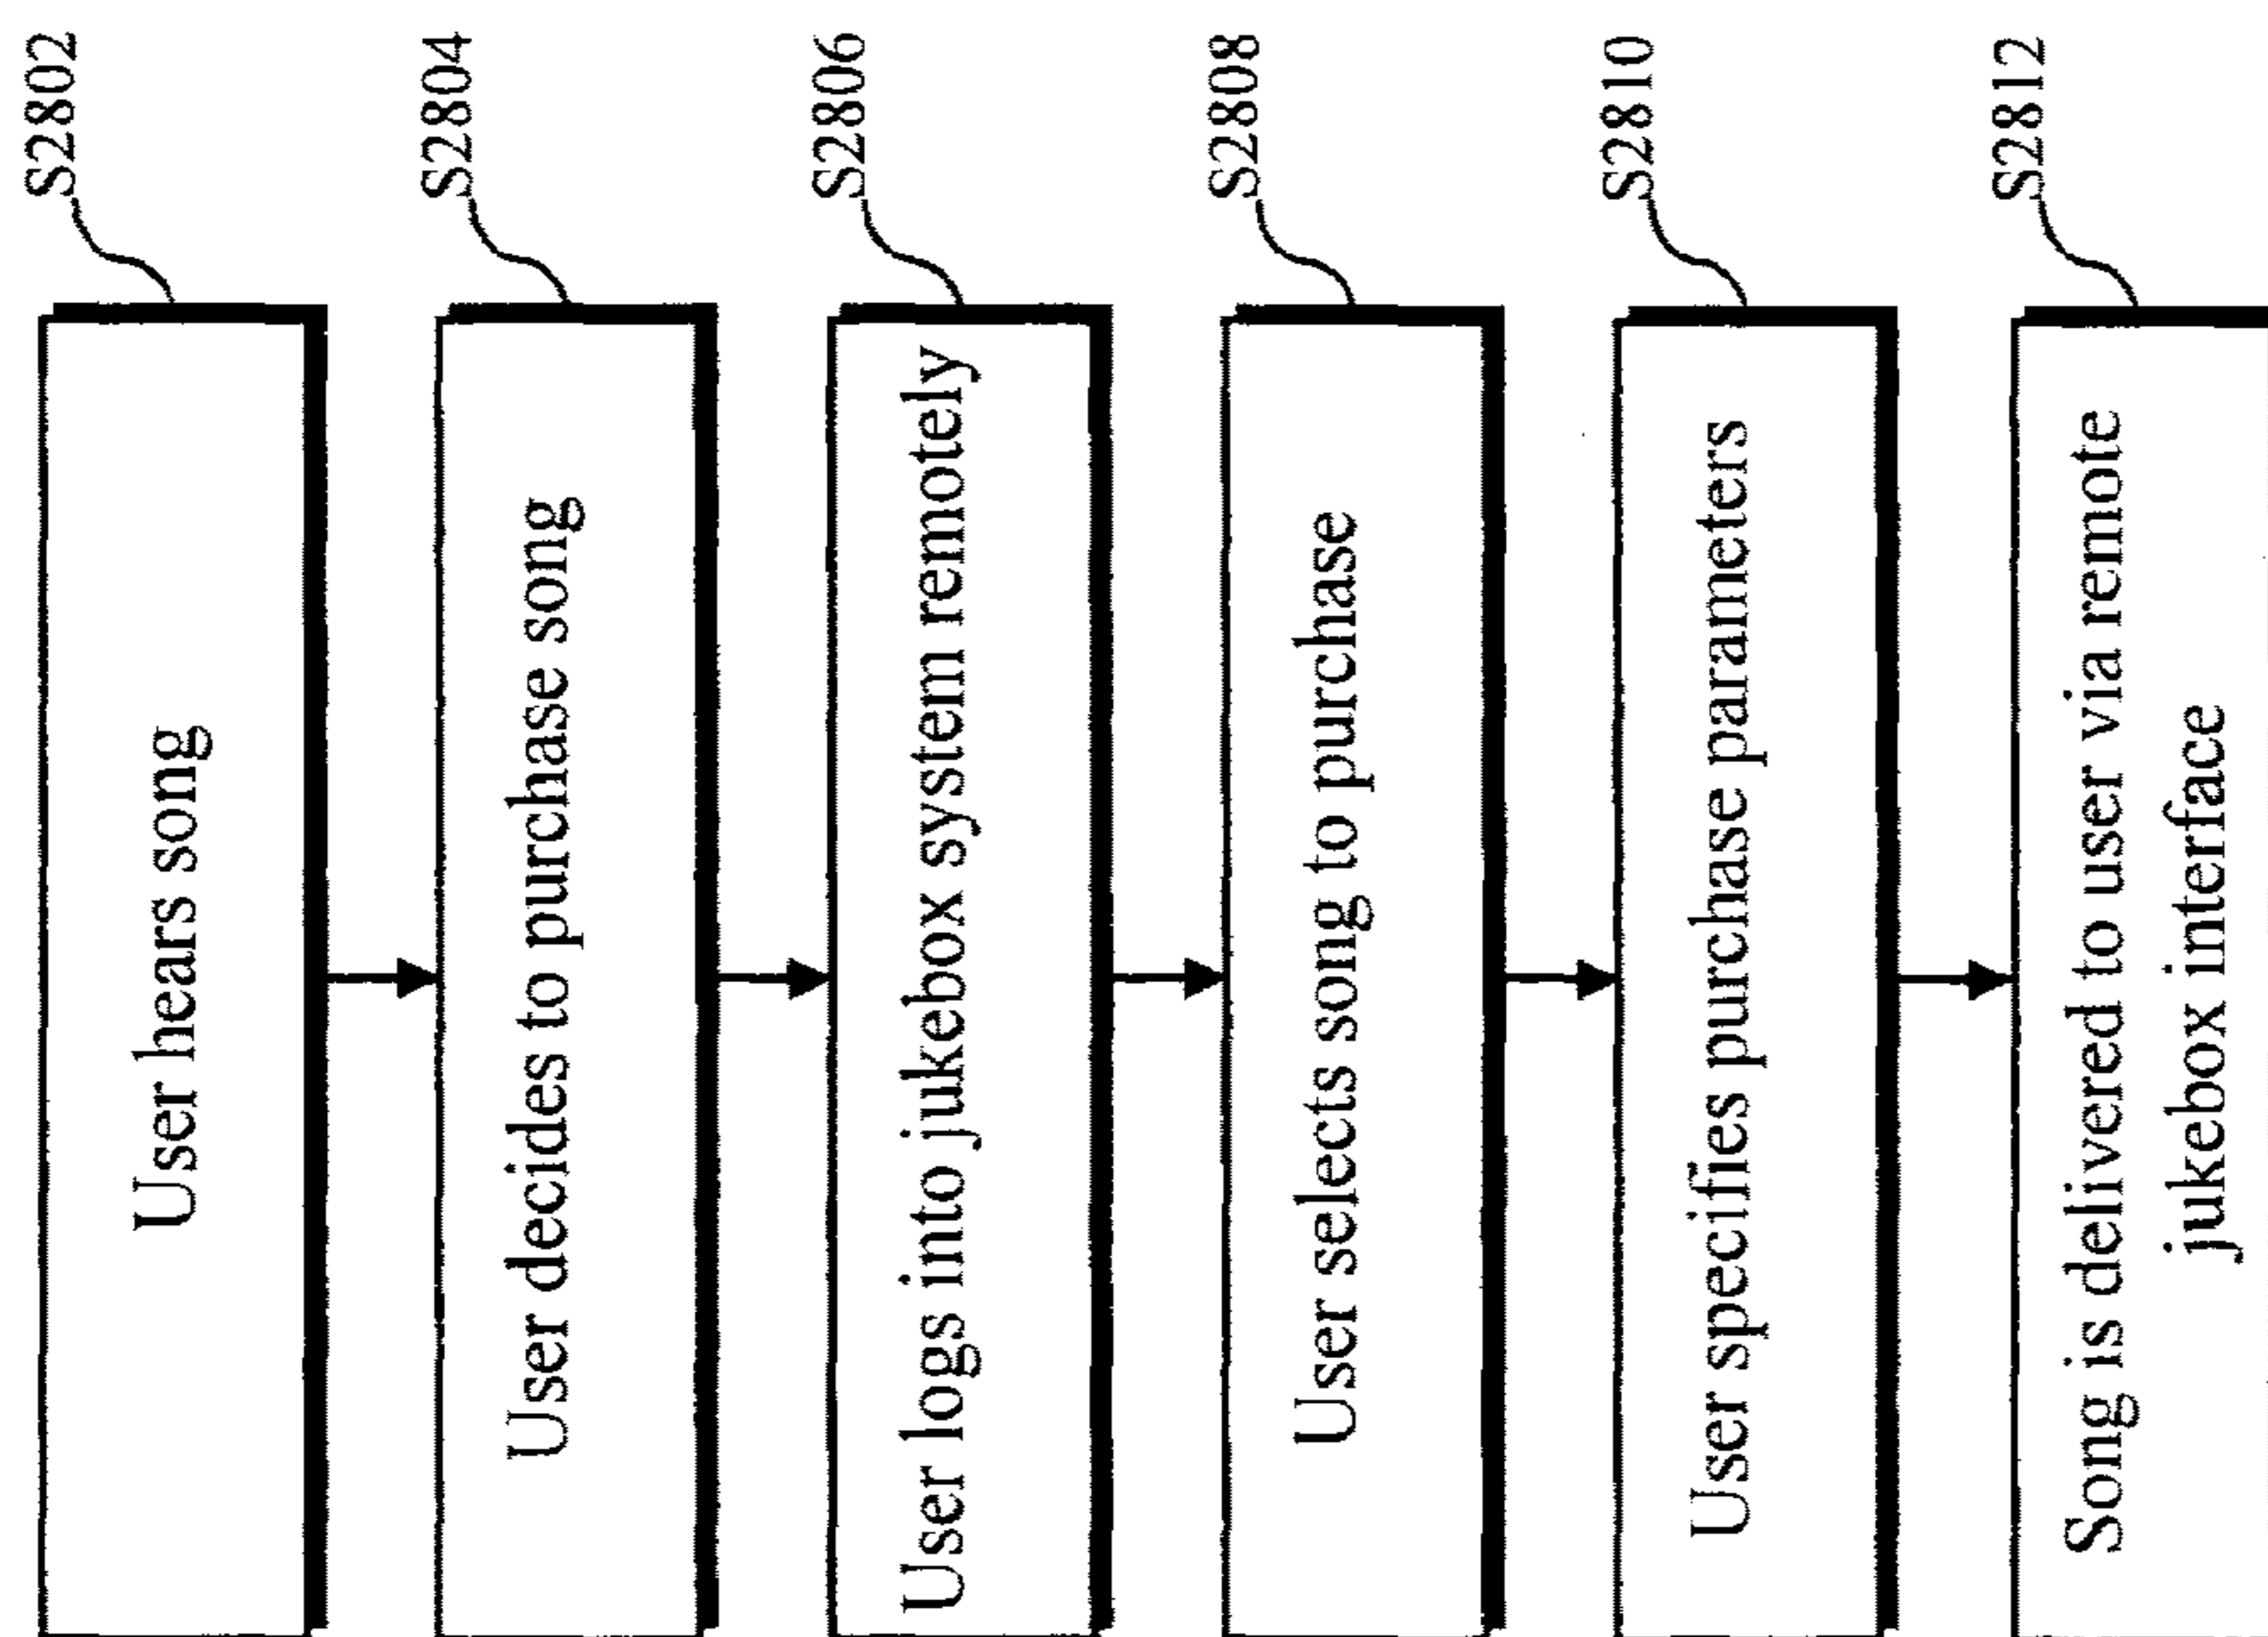 User hears song
S2802
User decides to purchase song
S2804
User logs into jukebox system remotely
S2806
User selects song to purchase
S2808
User specifies purchase parameters
S2810
Song is delivered to user via remote
jukebox interface
S2812